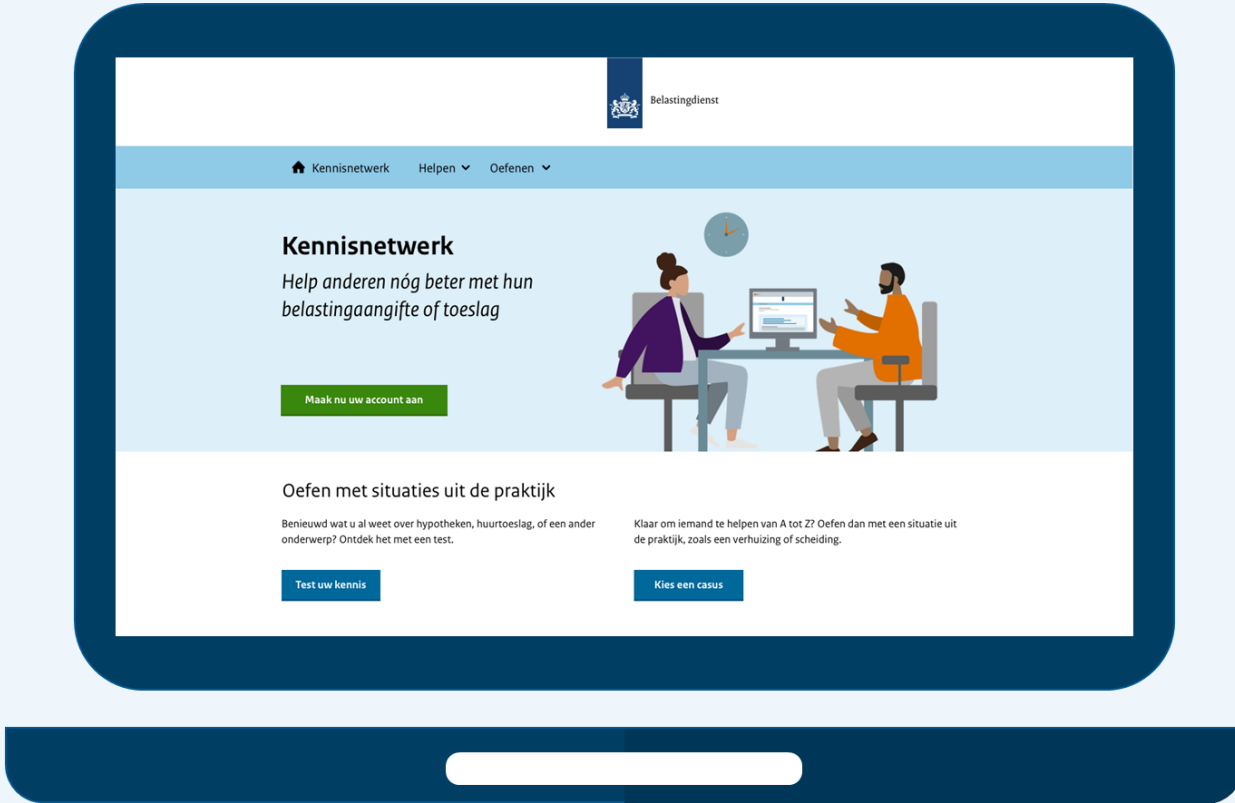 Belastingdienst
Kennisnetwerk Helpen Oefenen
Kennisnetwerk
Help anderen nóg beter met hun
belastingaangifte of toeslag
Maak nu uw account aan
Oefen met situaties uit de praktijk
Benieuwd wat u al weet over hypotheken, huurtoeslag, of een ander
onderwerp? Ontdek het met een test.
Test uw kennis
Klaar om iemand te helpen van A tot Z? Oefen dan met een situatie uit
de praktijk, zoals een verhuizing of scheiding.
Kies een casus